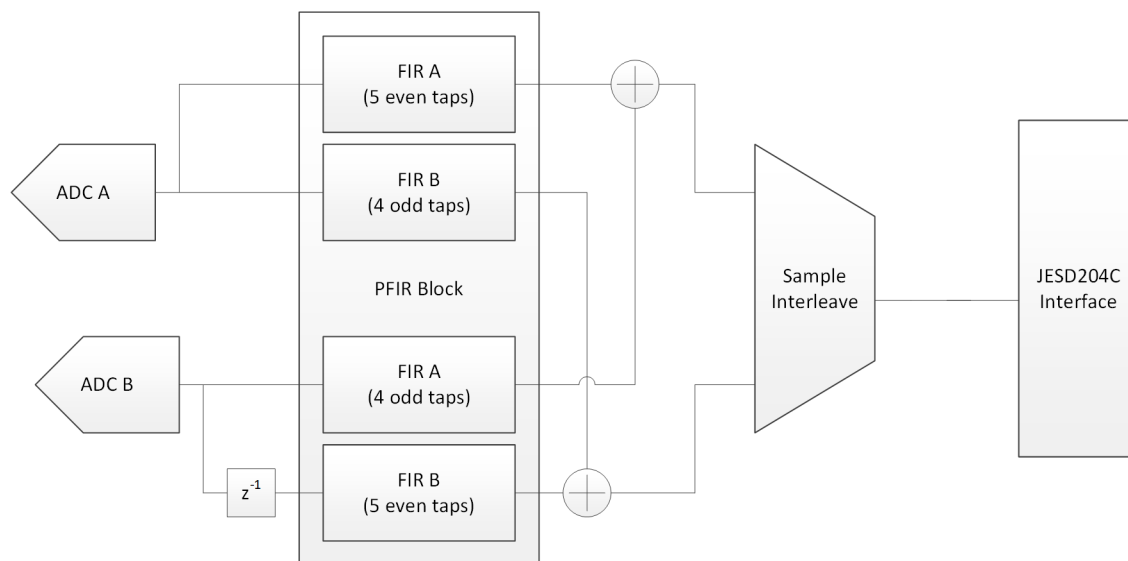 FIR A
(5 even taps)
ADC A
FIR B
(4 odd taps)
PFIR Block
Sample
Interleave
JESD204C
Interface
ADC B
FIR A
(4 odd taps)
z⁻¹
FIR B
(5 even taps)